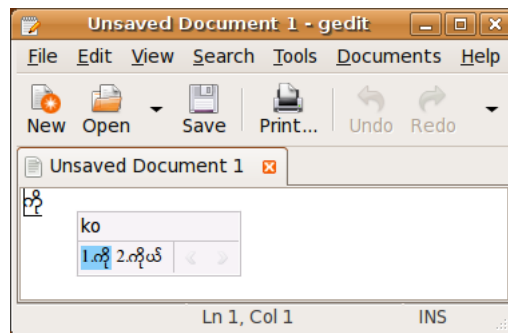 Unsaved Document 1 - gedit
File Edit View Search Tools Documents Help
New Open Save Print... Undo Redo
Unsaved Document 1
ကို
ko
1.ကို 2.ကိုယ်
Ln 1, Col 1 INS